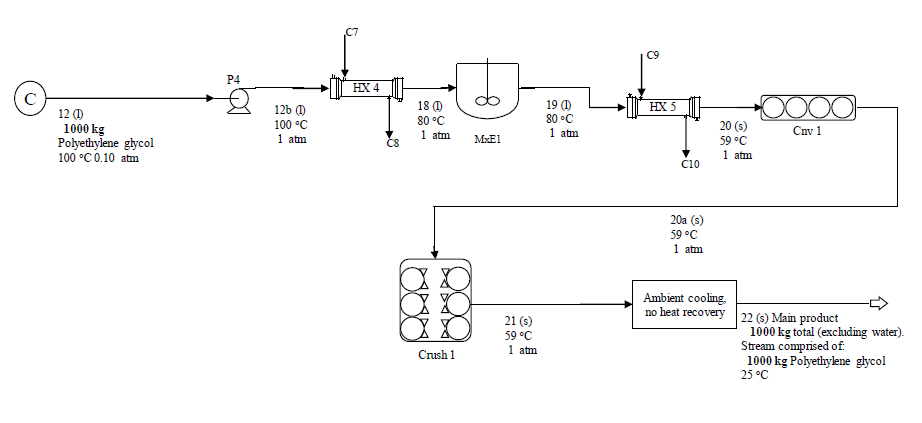 C7
C9
P4
HX 4
HX 5
C
12 (l)
1000 kg
Polyethylene glycol
100 °C 0.10 atm
12b (l)
100 °C
1 atm
C8
18 (l)
80 °C
1 atm
MxE1
19 (l)
80 °C
1 atm
C10
20 (s)
59 °C
1 atm
Cnv 1
20a (s)
59 °C
1 atm
Crush 1
21 (s)
59 °C
1 atm
Ambient cooling,
no heat recovery
22 (s) Main product
1000 kg total (excluding water).
Stream comprised of:
1000 kg Polyethylene glycol
25 °C